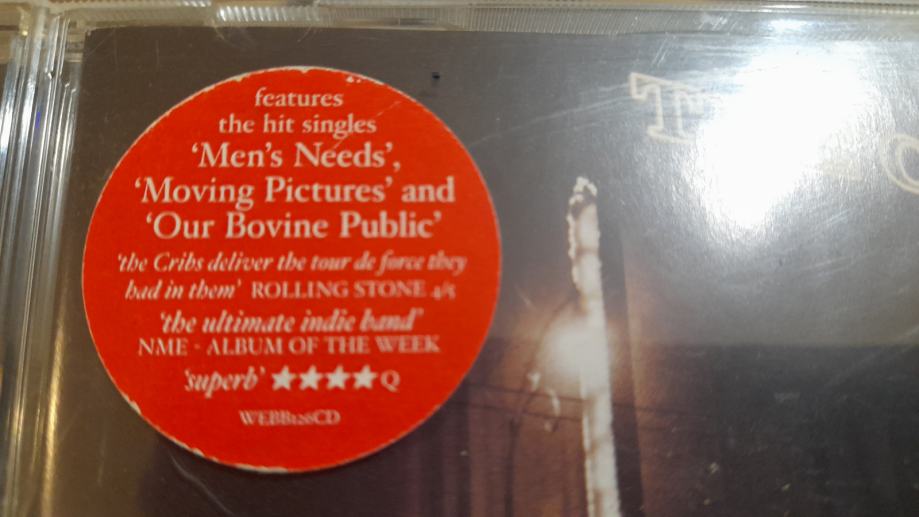 features
the hit singles
‘Men’s Needs’,
‘Moving Pictures’ and
‘Our Bovine Public’
‘the Cribs deliver the tour de force they
had in them’ ROLLING STONE 4/5
‘the ultimate indie band’
NME - ALBUM OF THE WEEK
‘superb’ ★★★★ Q
WEBB128CD